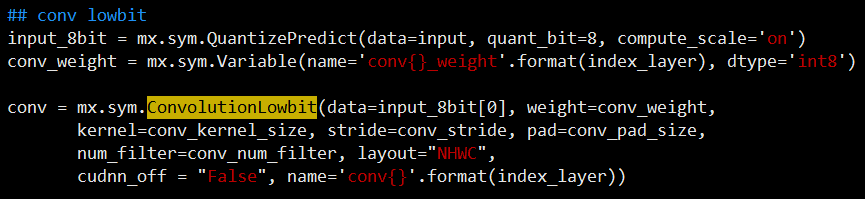 ## conv lowbit
input_8bit = mx.sym.QuantizePredict(data=input, quant_bit=8, compute_scale='on')
conv_weight = mx.sym.Variable(name='conv{}_weight'.format(index_layer), dtype='int8')
conv = mx.sym.ConvolutionLowbit(data=input_8bit[0], weight=conv_weight,
kernel=conv_kernel_size, stride=conv_stride, pad=conv_pad_size,
num_filter=conv_num_filter, layout="NHWC",
cudnn_off = "False", name='conv{}'.format(index_layer))